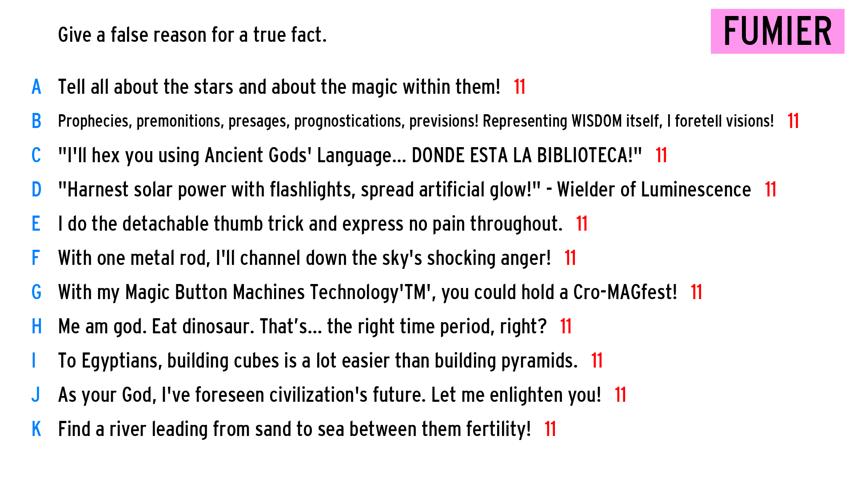 Give a false reason for a true fact.
FUMIER
A Tell all about the stars and about the magic within them! 11
B Prophecies, premonitions, presages, prognostications, previsions! Representing WISDOM itself, I foretell visions! 11
C "I'll hex you using Ancient Gods' Language... DONDE ESTA LA BIBLIOTECA!" 11
D "Harnest solar power with flashlights, spread artificial glow!" - Wielder of Luminescence 11
E I do the detachable thumb trick and express no pain throughout. 11
F With one metal rod, I'll channel down the sky's shocking anger! 11
G With my Magic Button Machines Technology'TM', you could hold a Cro-MAGfest! 11
H Me am god. Eat dinosaur. That’s... the right time period, right? 11
I To Egyptians, building cubes is a lot easier than building pyramids. 11
J As your God, I've foreseen civilization's future. Let me enlighten you! 11
K Find a river leading from sand to sea between them fertility! 11